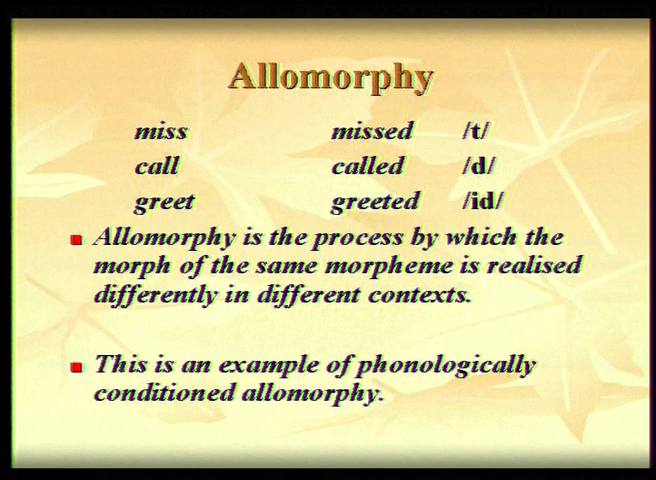 Allomorphy
miss missed /t/
call called /d/
greet greeted /id/
Allomorphy is the process by which the
morph of the same morpheme is realised
differently in different contexts.
This is an example of phonologically
conditioned allomorphy.